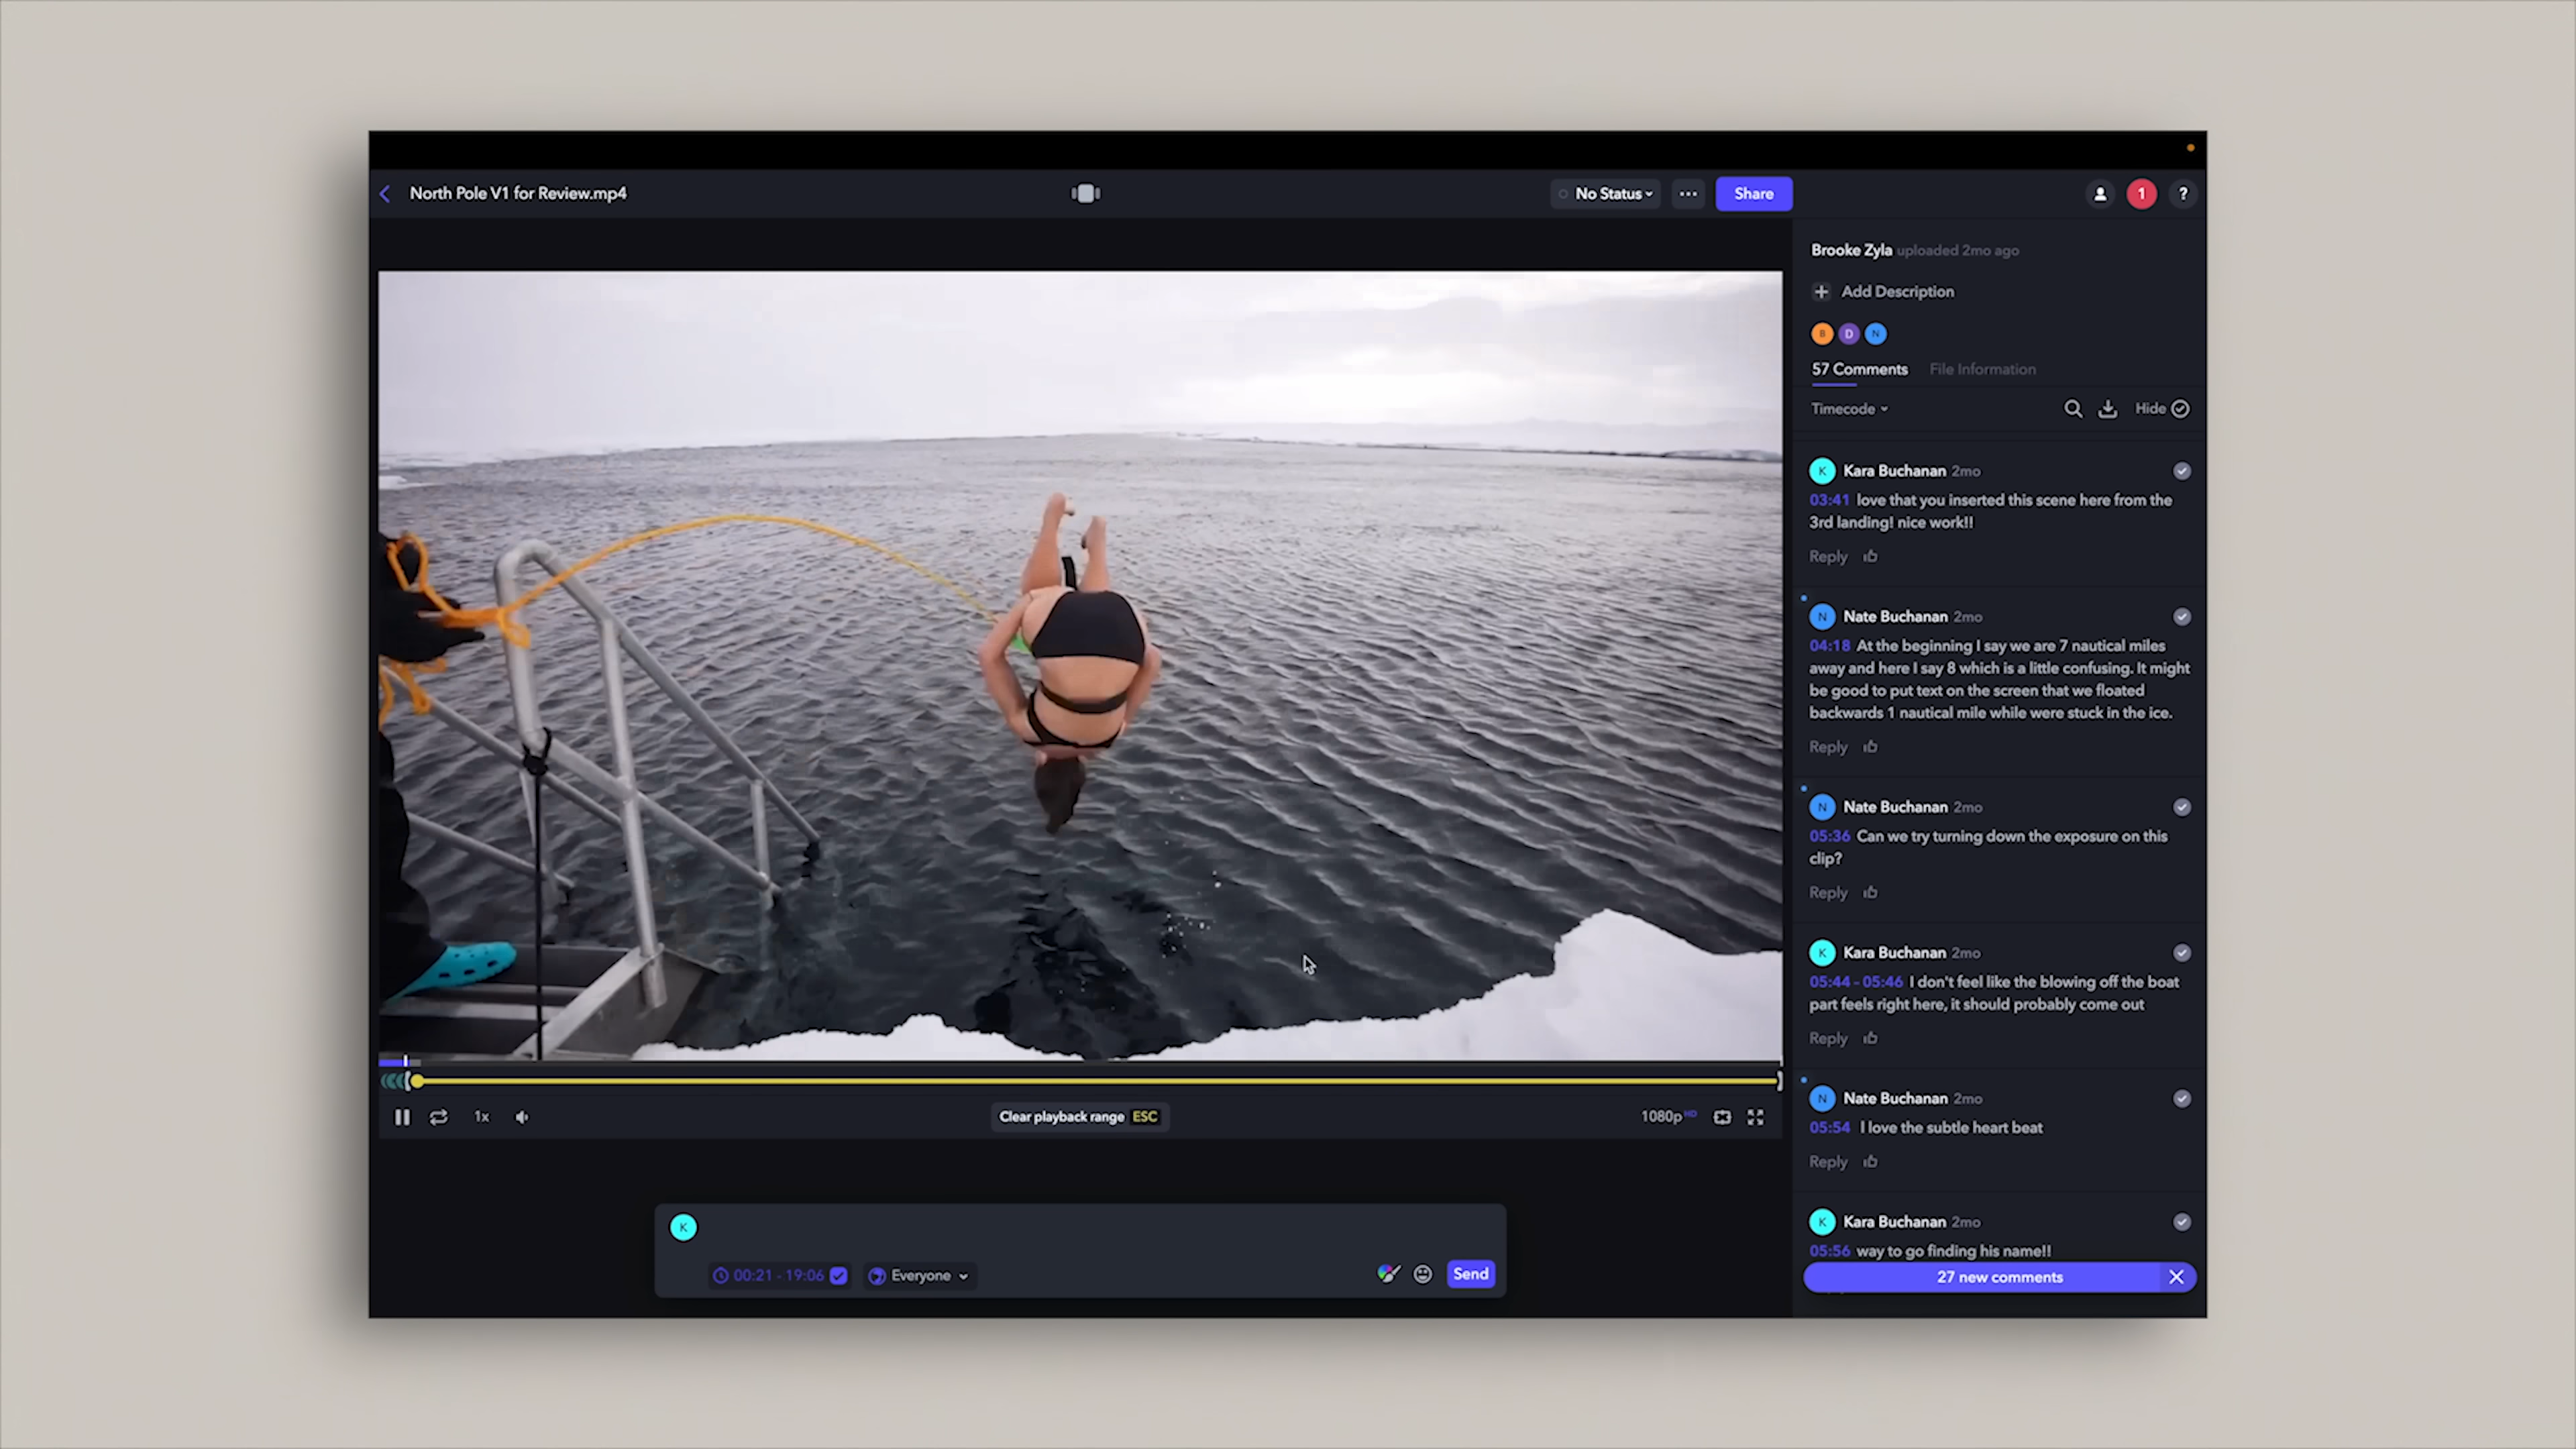 North Pole V1 for Review.mp4
No Status
Share
1
?
Brooke Zyla uploaded 2mo ago
Add Description
B D N
57 Comments File Information
Timecode
Hide
K Kara Buchanan 2mo
03:41 love that you inserted this scene here from the
3rd landing! nice work!!
Reply
N Nate Buchanan 2mo
04:18 At the beginning I say we are 7 nautical miles
away and here I say 8 which is a little confusing. It might
be good to put text on the screen that we floated
backwards 1 nautical mile while were stuck in the ice.
Reply
N Nate Buchanan 2mo
05:36 Can we try turning down the exposure on this
clip?
Reply
K Kara Buchanan 2mo
05:44 - 05:46 I don't feel like the blowing off the boat
part feels right here, it should probably come out
Reply
N Nate Buchanan 2mo
05:54 I love the subtle heart beat
Reply
K Kara Buchanan 2mo
05:56 way to go finding his name!!
27 new comments
1x
Clear playback range ESC
1080p HD
K
00:21 - 19:06
Everyone
Send